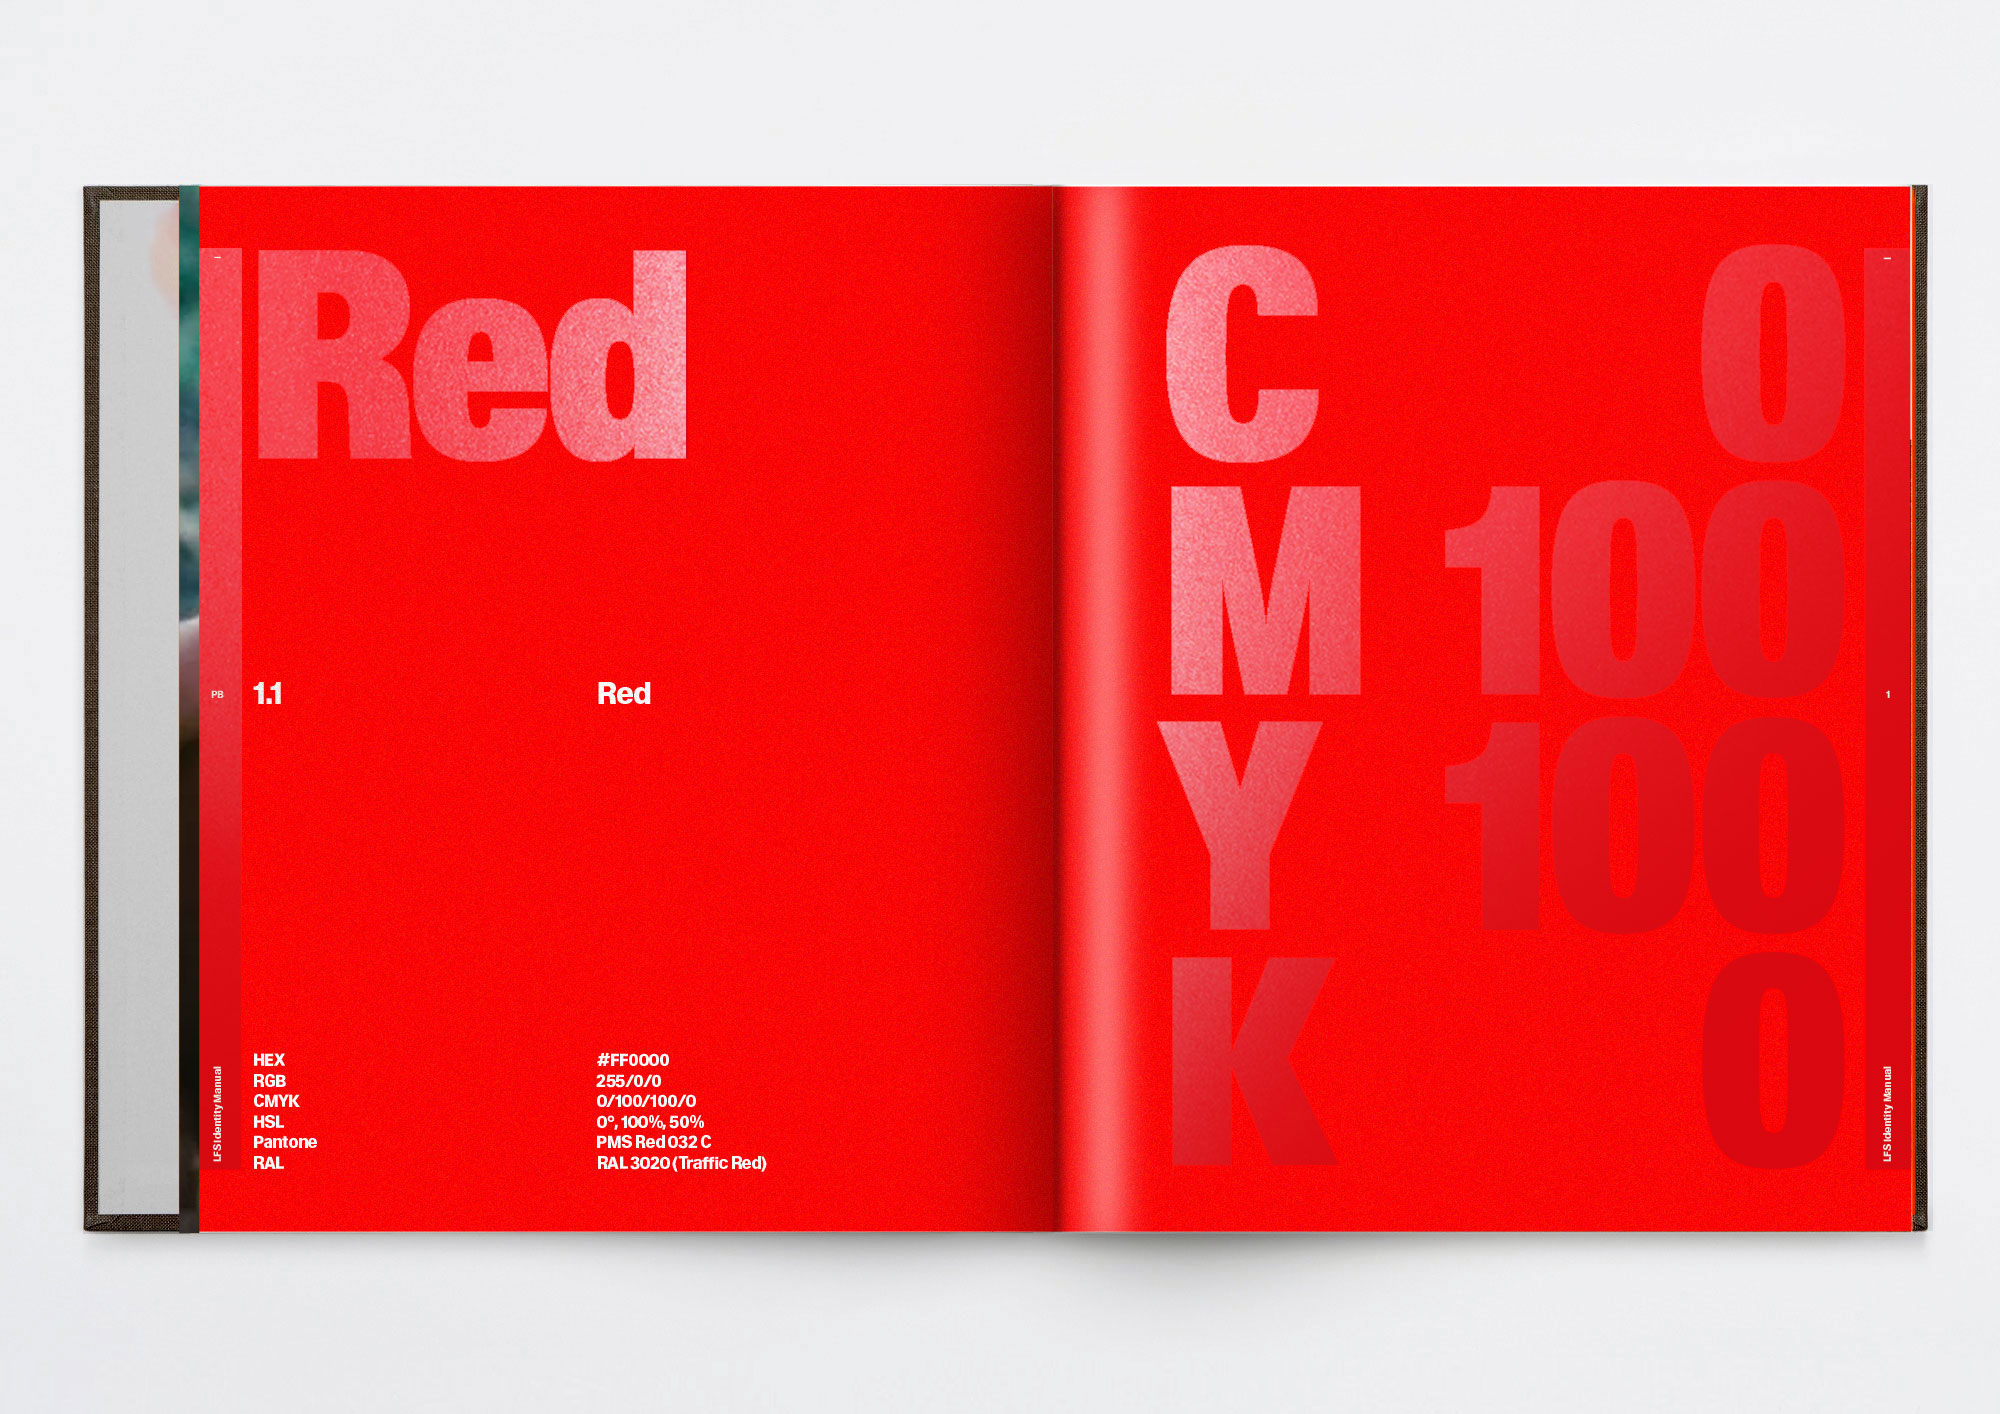 Red
PB
1.1 Red
HEX #FF0000
RGB 255/0/0
CMYK 0/100/100/0
HSL 0°, 100%, 50%
Pantone PMS Red 032 C
RAL RAL 3020 (Traffic Red)
LFS Identity Manual
C 0
M 100
Y 100
K 0
1
LFS Identity Manual